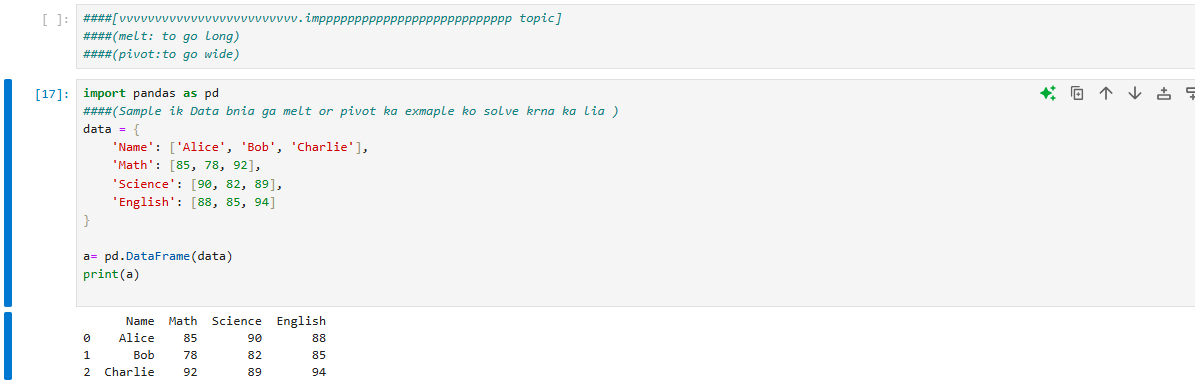 [ ]: ####[vvvvvvvvvvvvvvvvvvvvvvvvv.imppppppppppppppppppppppppppp topic]
####(melt: to go long)
####(pivot:to go wide)
[17]: import pandas as pd
####(Sample ik Data bnia ga melt or pivot ka exmaple ko solve krna ka lia )
data = {
    'Name': ['Alice', 'Bob', 'Charlie'],
    'Math': [85, 78, 92],
    'Science': [90, 82, 89],
    'English': [88, 85, 94]
}
a= pd.DataFrame(data)
print(a)
      Name  Math  Science  English
0    Alice    85       90       88
1      Bob    78       82       85
2  Charlie    92       89       94